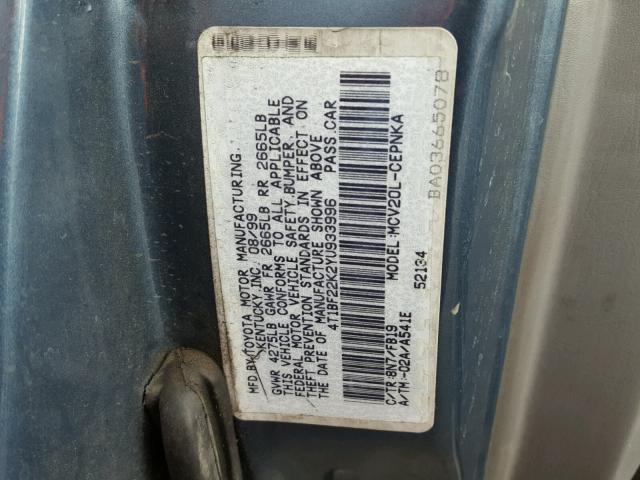 MFD BY:TOYOTA MOTOR MANUFACTURING.
KENTUCKY.INC. 08/99
GVWR 4275LB GAWR FR 2665LB RR 2665LB
THIS VEHICLE CONFORMS TO ALL APPLICABLE
FEDERAL MOTOR VEHICLE SAFETY,BUMPER, AND
THEFT PREVENTION STANDARDS IN EFFECT ON
THE DATE OF MANUFACTURE SHOWN ABOVE
4T1BF22K2YU933996 PASS.CAR
MODEL:MCV20L-CEPNKA
C/TR:8N7/FB19 52134
A/TM:-02A/A541E
BA0366507B